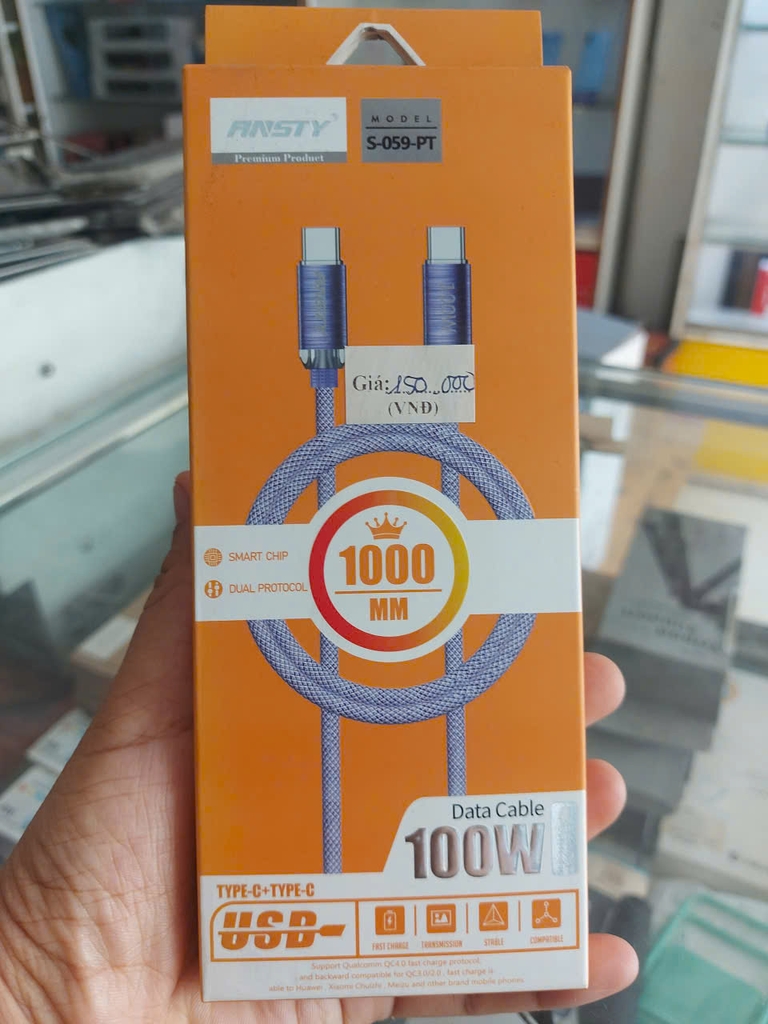 ANSTY
Premium Product
MODEL
S-059-PT
100W
Giá: 150.000
(VNĐ)
SMART CHIP
DUAL PROTOCOL
1000
MM
Data Cable
100W
TYPE-C+TYPE-C
USB
FAST CHARGE
TRANSMISSION
STABLE
COMPATIBLE
Support Qualcomm QC4.0 fast charge protocol,
and backward compatible for QC3.0/2.0 , fast charge is
able to Huawei , Xiaomi Chuizhi , Meizu and other brand mobile phones